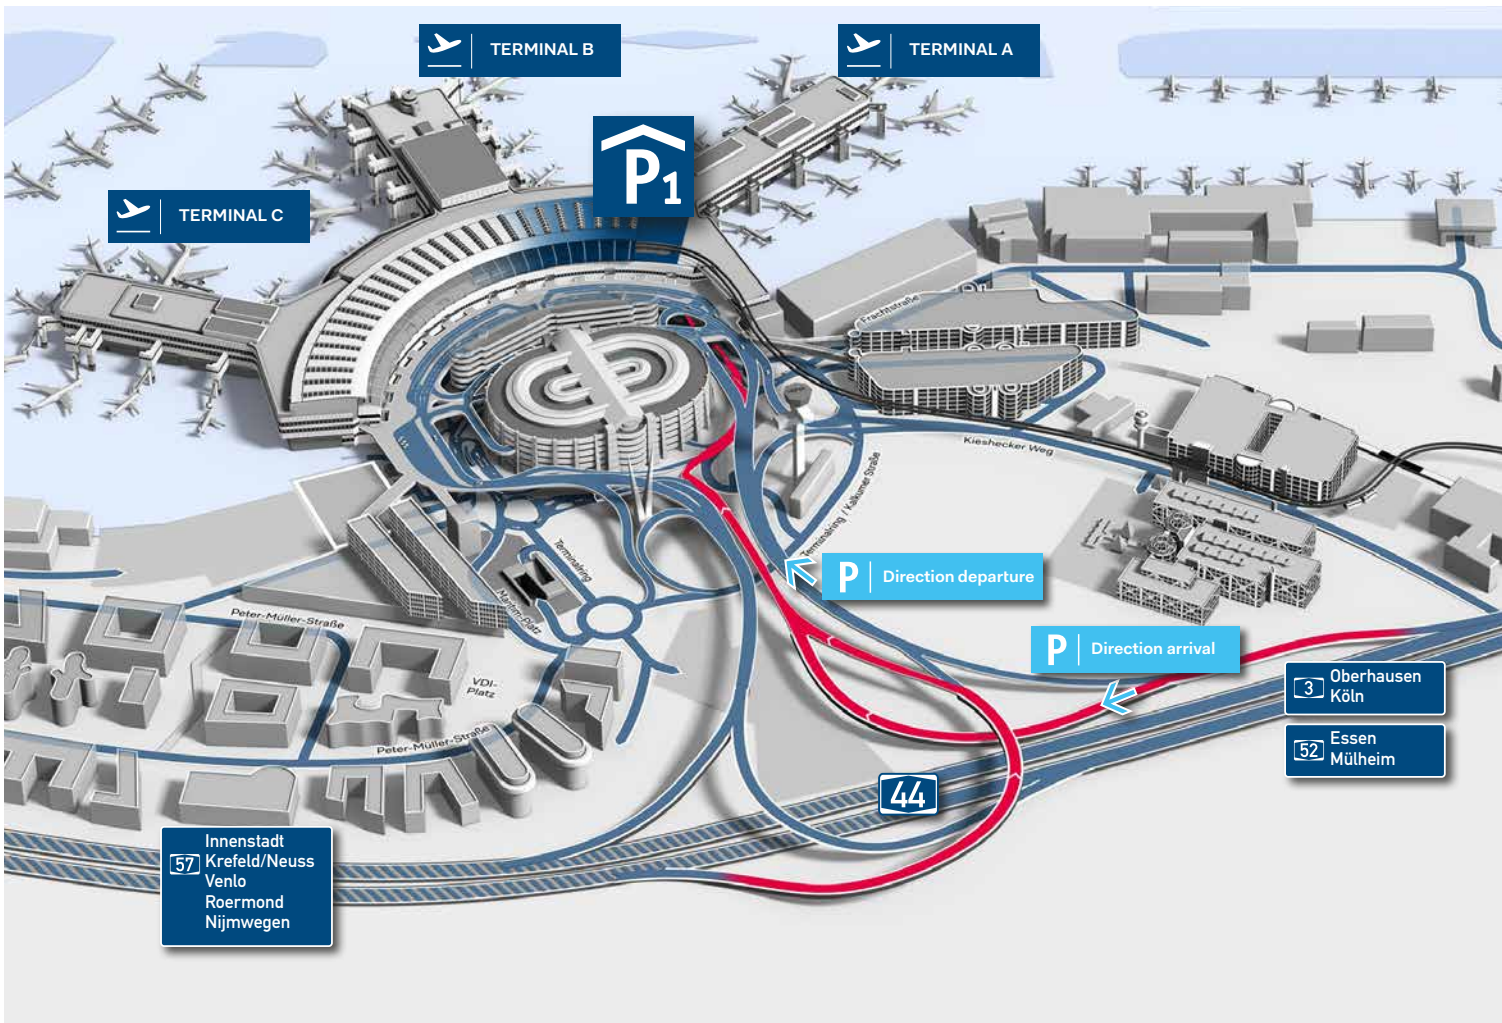 TERMINAL B
TERMINAL A
P1
TERMINAL C
Frachtstraße
Kieshecker Weg
Terminalring / Kalkumer Straße
Terminalring
P Direction departure
Maritim-Platz
Peter-Müller-Straße
P Direction arrival
VDI-
Platz
3 Oberhausen
Köln
Peter-Müller-Straße
52 Essen
Mülheim
44
57 Innenstadt
Krefeld/Neuss
Venlo
Roermond
Nijmwegen